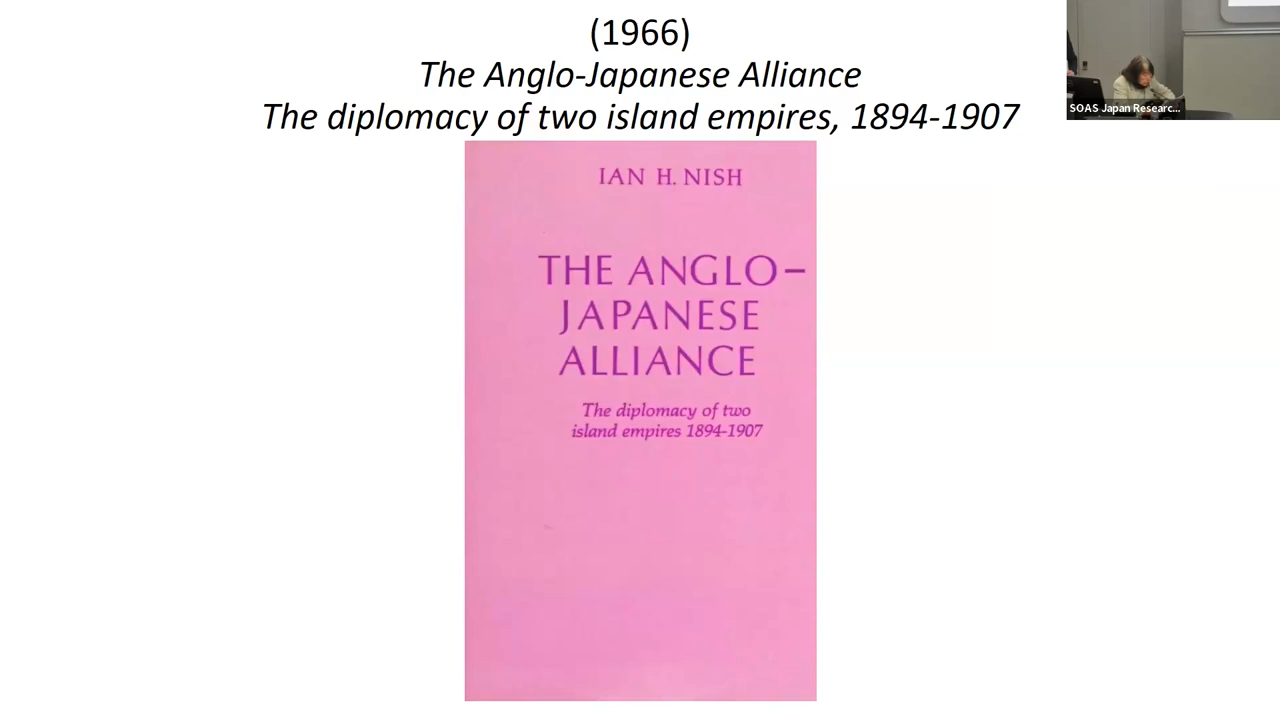 (1966)
The Anglo-Japanese Alliance
The diplomacy of two island empires, 1894-1907
IAN H. NISH
THE ANGLO–
JAPANESE
ALLIANCE
The diplomacy of two
island empires 1894-1907
SOAS Japan Researc...